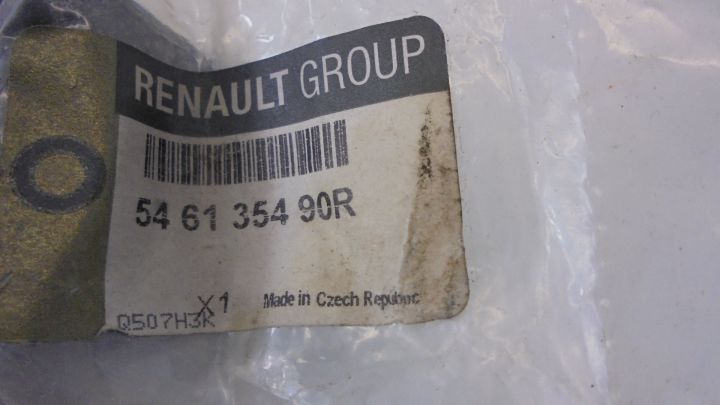 RENAULT GROUP
54 61 354 90R
X1 Made in Czech Republic
Q507H3K